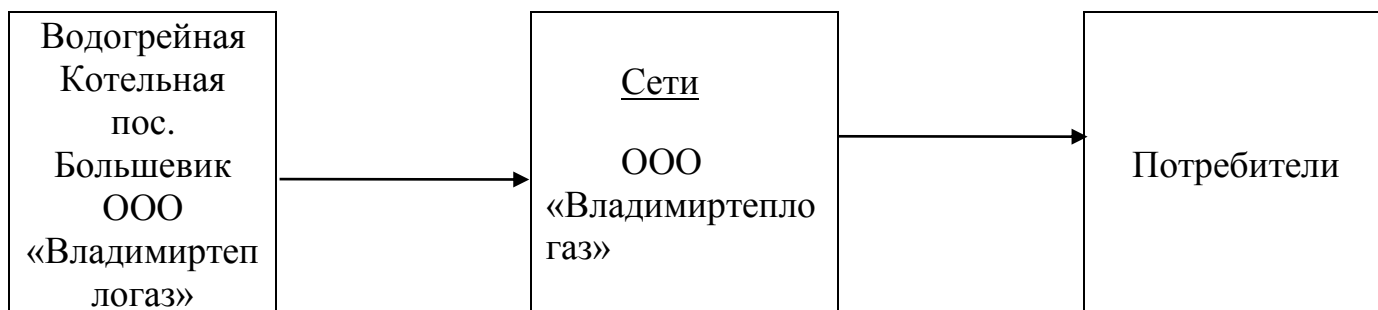 Водогрейная
Котельная
пос.
Большевик
ООО
«Владимиртеп
логаз»
Сети
ООО
«Владимиртепло
газ»
Потребители